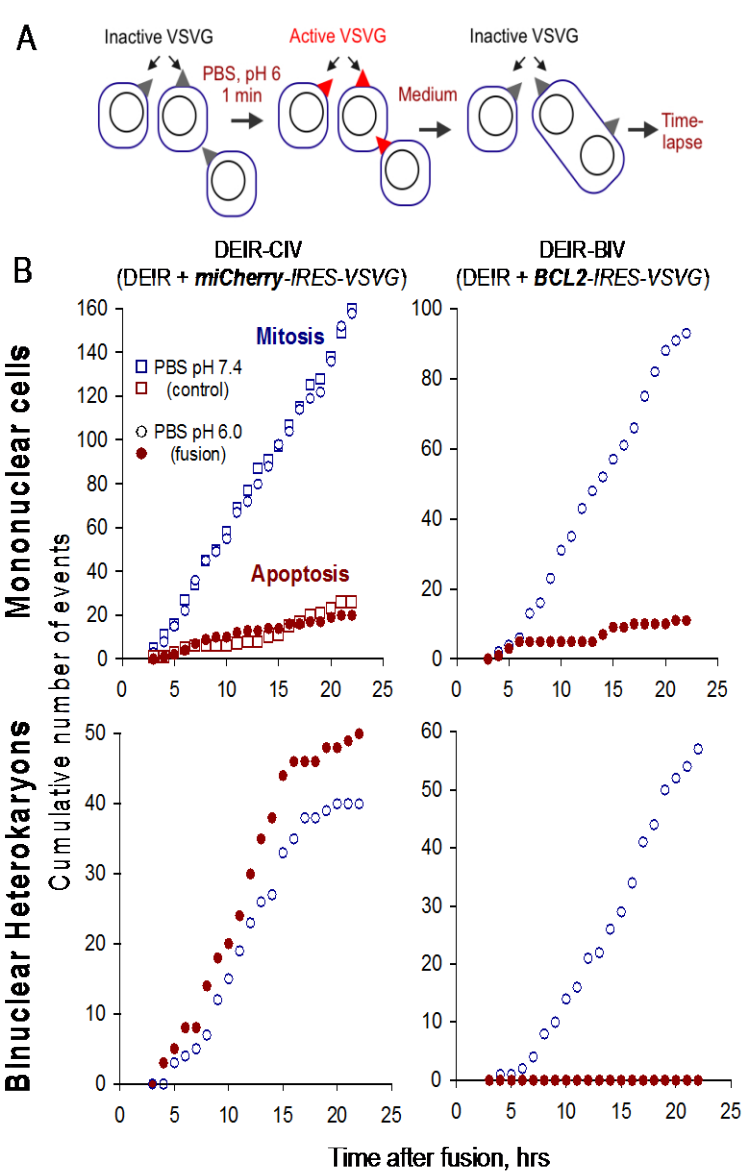 A
Inactive VSVG
Active VSVG
Inactive VSVG
PBS, pH 6
1 min
Medium
Time-
lapse
B
DEIR-CIV
(DEIR + miCherry-IRES-VSVG)
DEIR-BIV
(DEIR + BCL2-IRES-VSVG)
Mononuclear cells
BInuclear Heterokaryons
Cumulative number of events
160
140
120
100
80
60
40
20
0
Mitosis
PBS pH 7.4
(control)
PBS pH 6.0
(fusion)
Apoptosis
0 5 10 15 20 25
100
80
60
40
20
0
0 5 10 15 20 25
50
40
30
20
10
0
0 5 10 15 20 25
60
50
40
30
20
10
0
0 5 10 15 20 25
Time after fusion, hrs